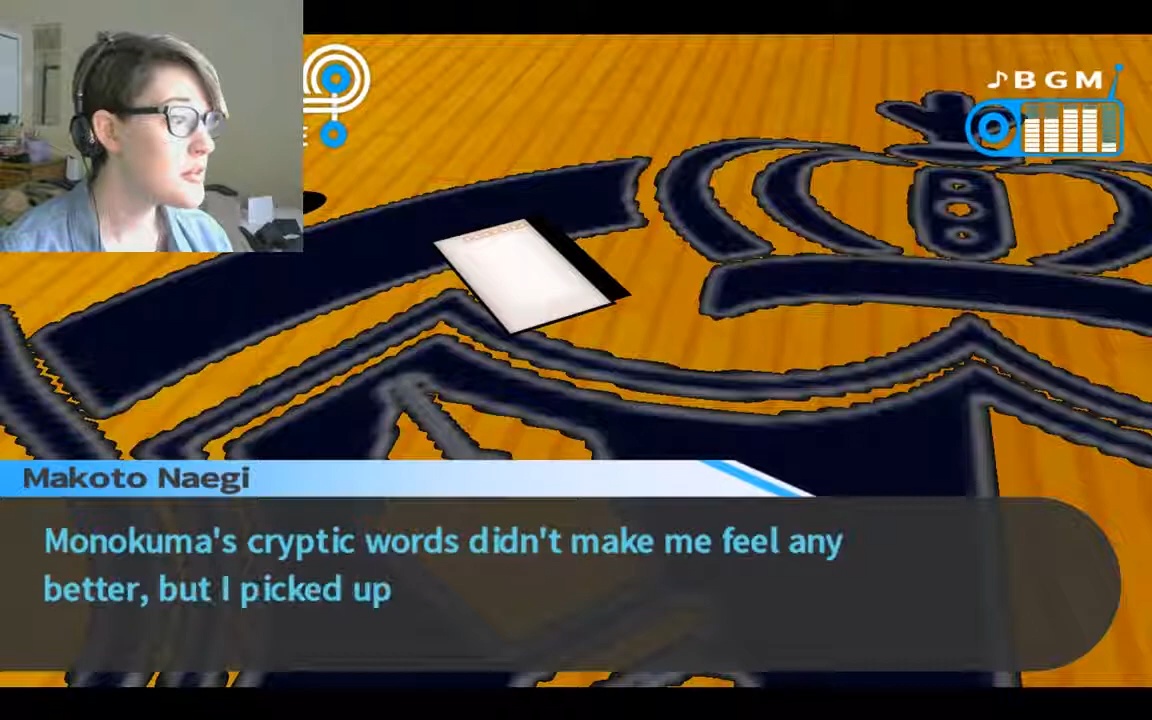 ♪BGM
Makoto Naegi
Monokuma's cryptic words didn't make me feel any
better, but I picked up